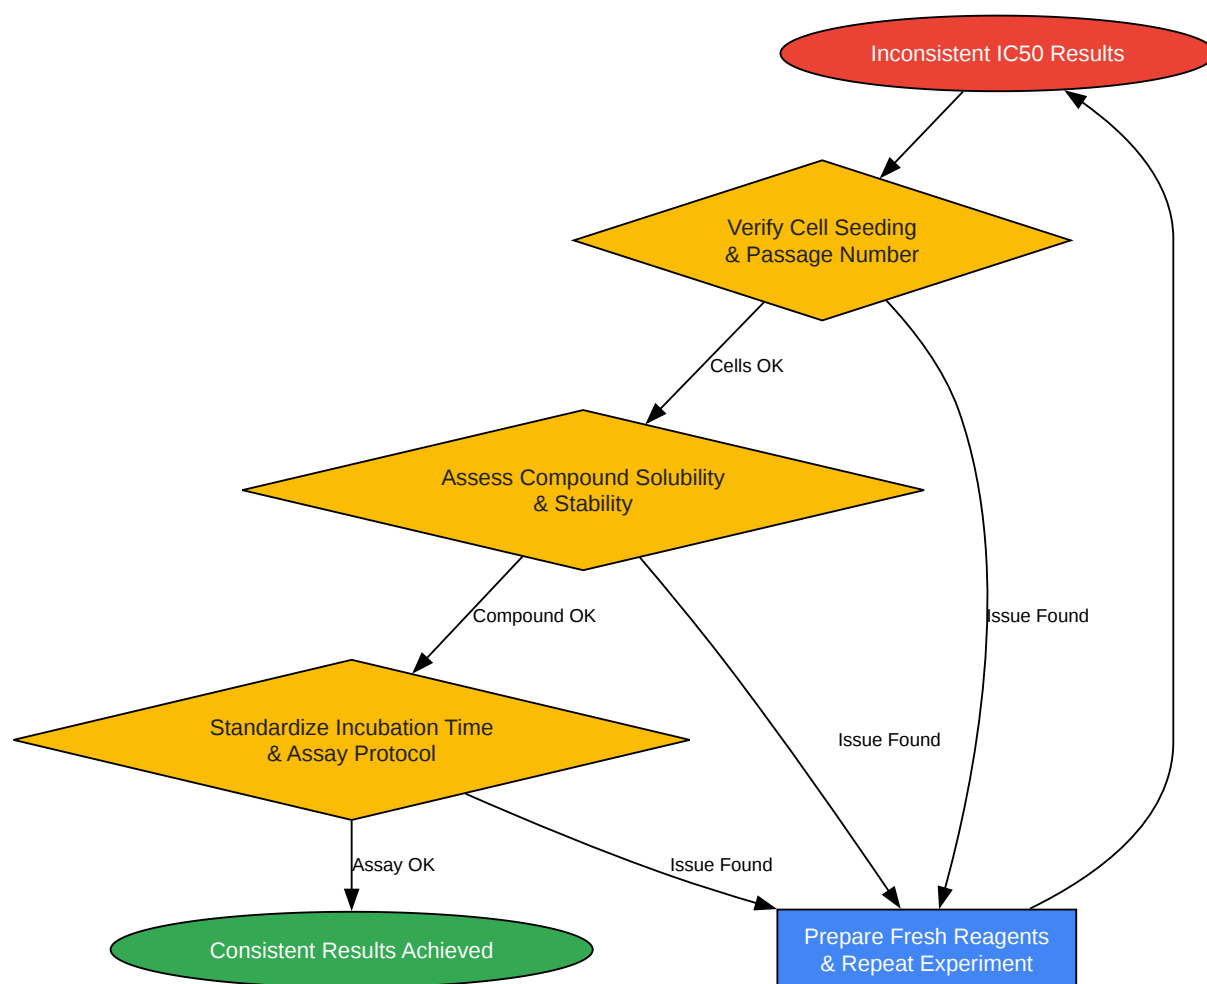 Inconsistent IC50 Results
Verify Cell Seeding
& Passage Number
Cells OK
Assess Compound Solubility
& Stability
Compound OK
Issue Found
Standardize Incubation Time
& Assay Protocol
Issue Found
Assay OK
Issue Found
Consistent Results Achieved
Prepare Fresh Reagents
& Repeat Experiment